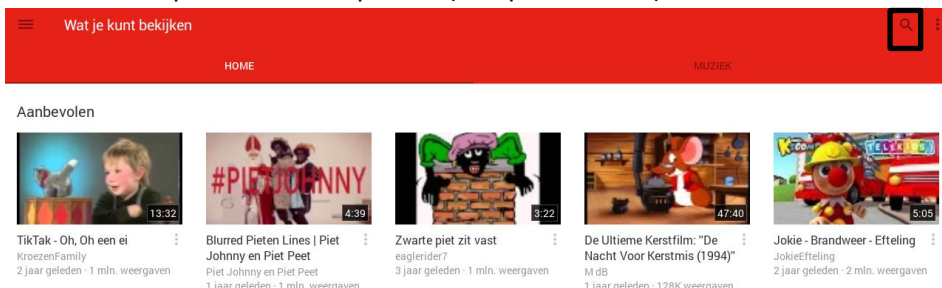 Wat je kunt bekijken
HOME
MUZIEK
Aanbevolen
13:32
#PIETJOHNNY
4:39
3:22
47:40
TELEKIDS
5:05
TikTak - Oh, Oh een ei
KroezenFamily
2 jaar geleden · 1 mln. weergaven
Blurred Pieten Lines | Piet
Johnny en Piet Peet
Piet Johnny en Piet Peet
1 jaar geleden · 1 mln. weergaven
Zwarte piet zit vast
eaglerider7
3 jaar geleden · 1 mln. weergaven
De Ultieme Kerstfilm: "De
Nacht Voor Kerstmis (1994)"
M dB
1 jaar geleden · 128K weergaven
Jokie - Brandweer - Efteling
JokieEfteling
2 jaar geleden · 2 mln. weergaven